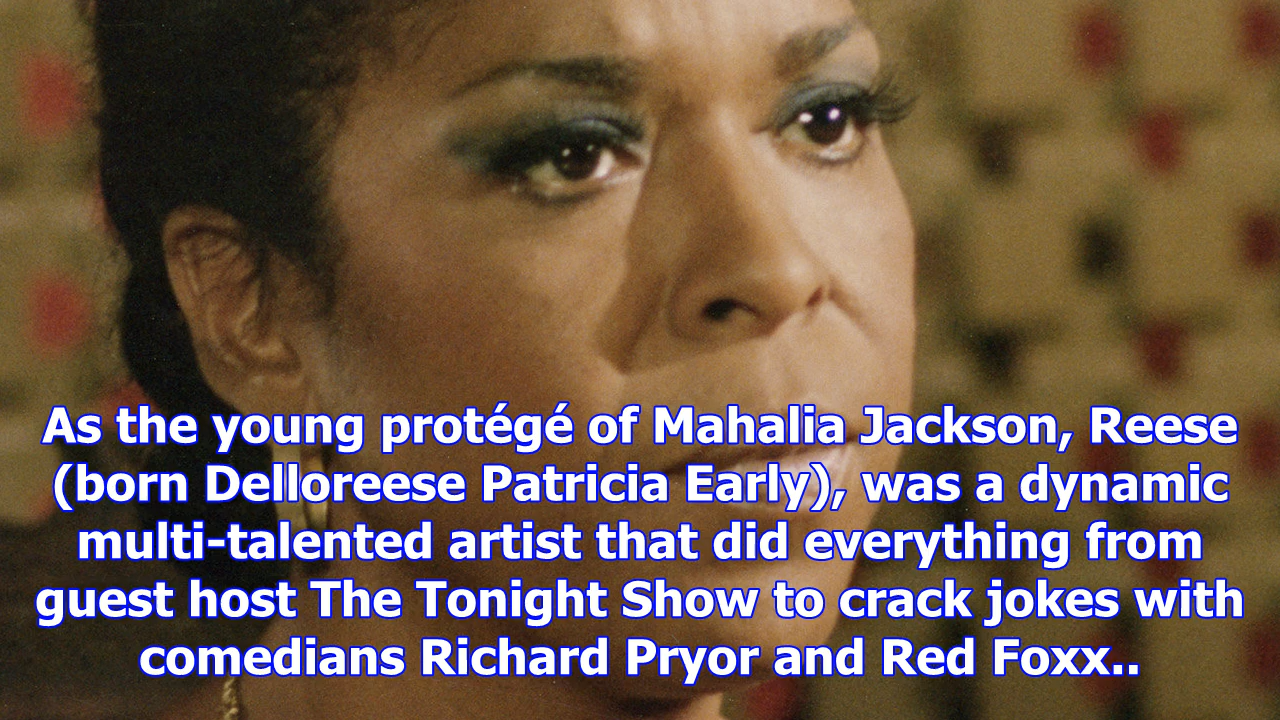 As the young protégé of Mahalia Jackson, Reese
(born Delloreese Patricia Early), was a dynamic
multi-talented artist that did everything from
guest host The Tonight Show to crack jokes with
comedians Richard Pryor and Red Foxx..